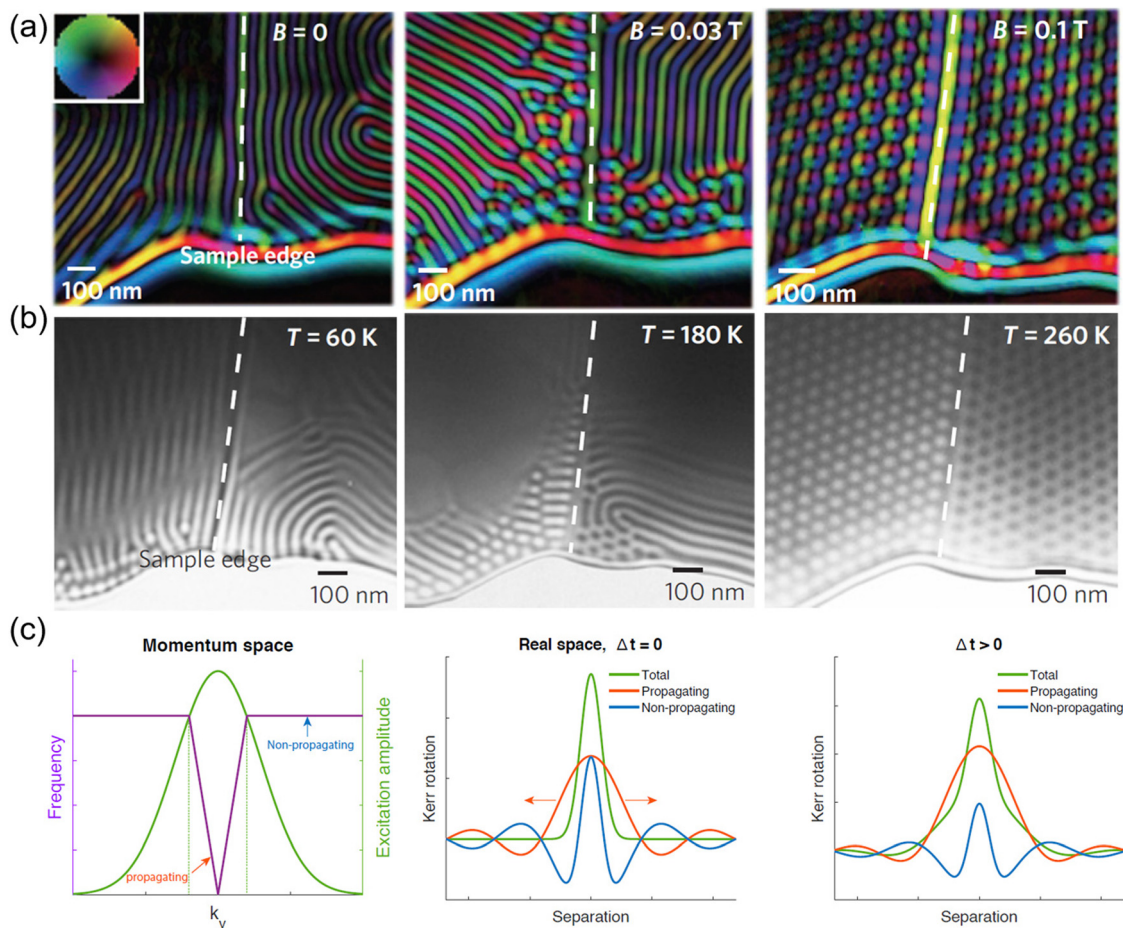 (a)
B = 0
B = 0.03 T
B = 0.1 T
Sample edge
100 nm
100 nm
100 nm
(b)
T = 60 K
T = 180 K
T = 260 K
Sample edge
100 nm
100 nm
100 nm
(c)
Momentum space
Frequency
Non-propagating
propagating
Excitation amplitude
k_y
Real space, Δt = 0
Total
Propagating
Non-propagating
Kerr rotation
Separation
Δt > 0
Total
Propagating
Non-propagating
Kerr rotation
Separation